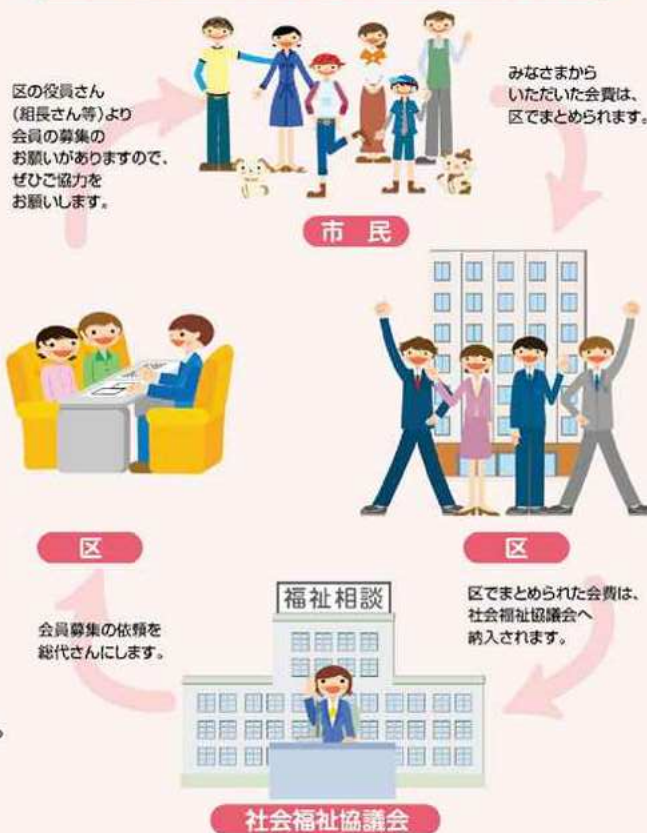 区の役員さん
(組長さん等)より
会員の募集の
お願いがありますので、
ぜひご協力を
お願いします。
みなさまから
いただいた会費は、
区でまとめられます。
市民
区
区
会員募集の依頼を
総代さんにします。
福祉相談
区でまとめられた会費は、
社会福祉協議会へ
納入されます。
。
社会福祉協議会